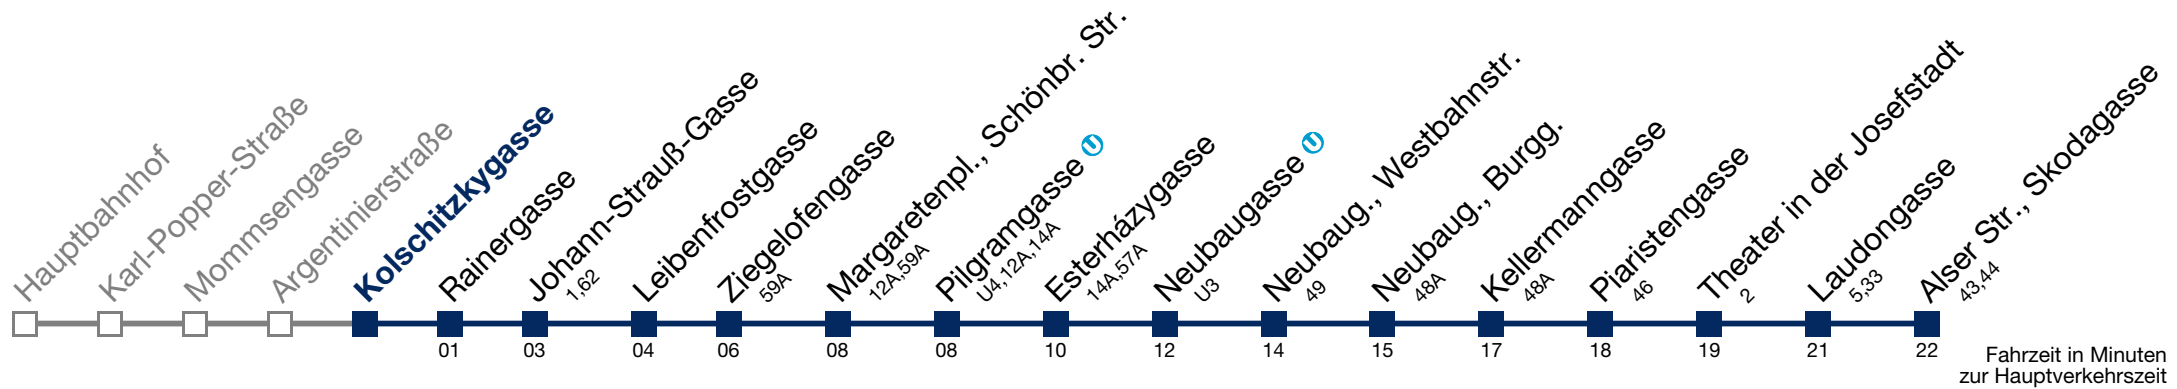 Hauptbahnhof
Karl-Popper-Straße
Mommsengasse
Argentinierstraße
Kolschitzkygasse
Rainergasse
Johann-Strauß-Gasse
1,62
Leibenfrostgasse
Ziegelofengasse
59A
Margaretenpl., Schönbr. Str.
12A,59A
Pilgramgasse U
U4,12A,14A
Esterházygasse
14A,57A
Neubaugasse U
U3
Neubaug., Westbahnstr.
49
Neubaug., Burgg.
48A
Kellermanngasse
48A
Piaristengasse
46
Theater in der Josefstadt
2
Laudongasse
5,33
Alser Str., Skodagasse
43,44
01 03 04 06 08 08 10 12 14 15 17 18 19 21 22
Fahrzeit in Minuten
zur Hauptverkehrszeit